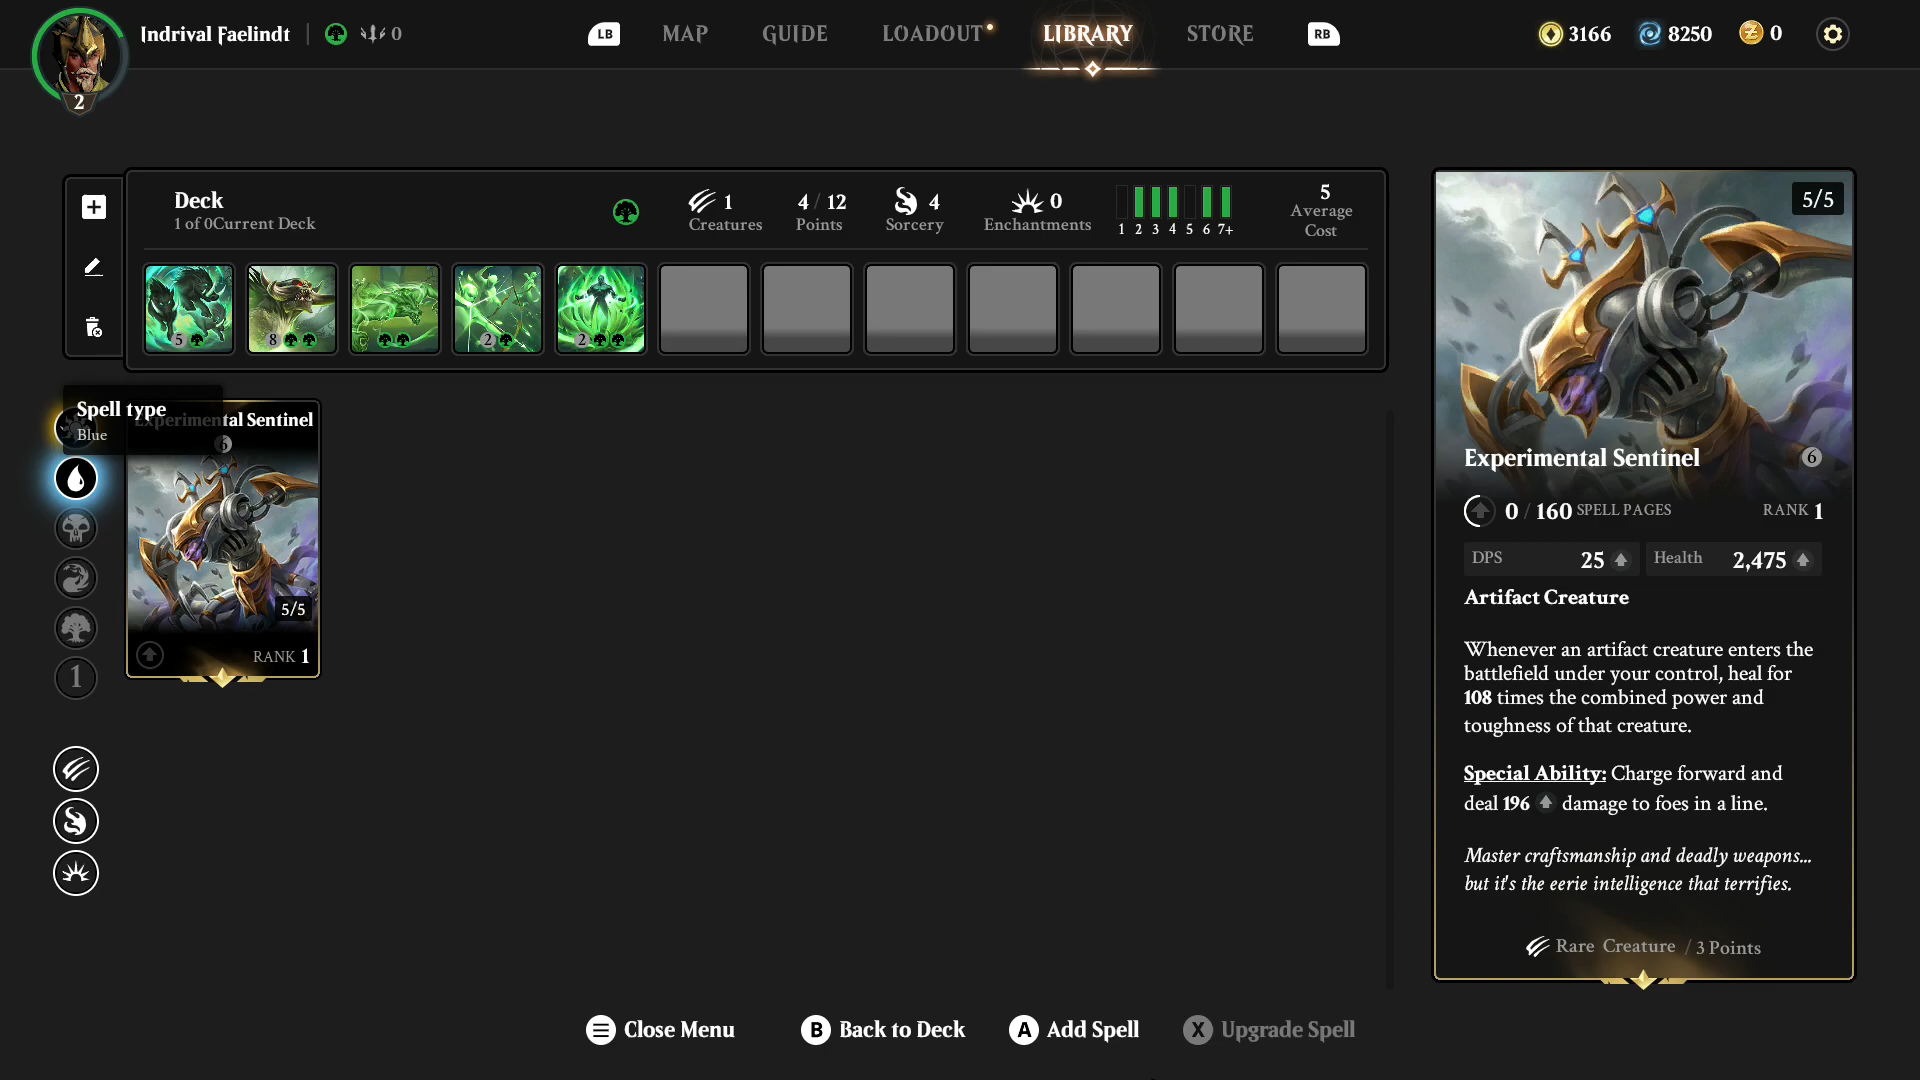 Indrival Faelindt
0
LB
MAP
GUIDE
LOADOUT
LIBRARY
STORE
RB
3166
8250
0
2
Deck
1 of 0Current Deck
1
Creatures
4 / 12
Points
4
Sorcery
0
Enchantments
1 2 3 4 5 6 7+
5
Average
Cost
5
8
2
2
Spell type
Blue
Experimental Sentinel
6
5/5
RANK 1
1
5/5
Experimental Sentinel
6
0 / 160 SPELL PAGES
RANK 1
DPS 25
Health 2,475
Artifact Creature
Whenever an artifact creature enters the
battlefield under your control, heal for
108 times the combined power and
toughness of that creature.
Special Ability: Charge forward and
deal 196 damage to foes in a line.
Master craftsmanship and deadly weapons...
but it's the eerie intelligence that terrifies.
Rare Creature / 3 Points
Close Menu
B Back to Deck
A Add Spell
X Upgrade Spell